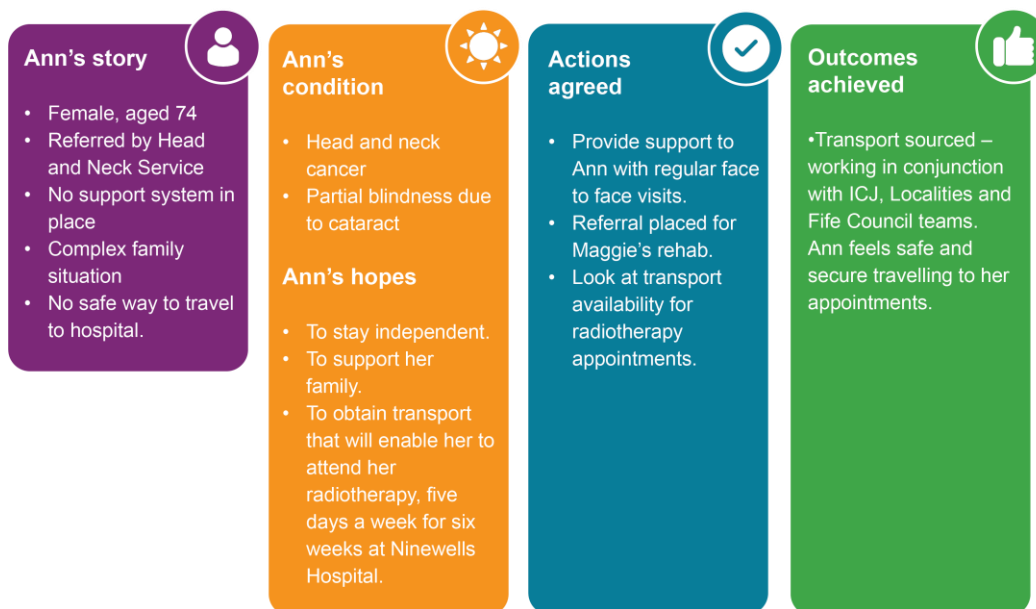 Ann's story
• Female, aged 74
• Referred by Head
and Neck Service
• No support system in
place
• Complex family
situation
• No safe way to travel
to hospital.
Ann's
condition
• Head and neck
cancer
• Partial blindness due
to cataract
Ann's hopes
• To stay independent.
• To support her
family.
• To obtain transport
that will enable her to
attend her
radiotherapy, five
days a week for six
weeks at Ninewells
Hospital.
Actions
agreed
• Provide support to
Ann with regular face
to face visits.
• Referral placed for
Maggie's rehab.
• Look at transport
availability for
radiotherapy
appointments.
Outcomes
achieved
•Transport sourced –
working in conjunction
with ICJ, Localities and
Fife Council teams.
Ann feels safe and
secure travelling to her
appointments.